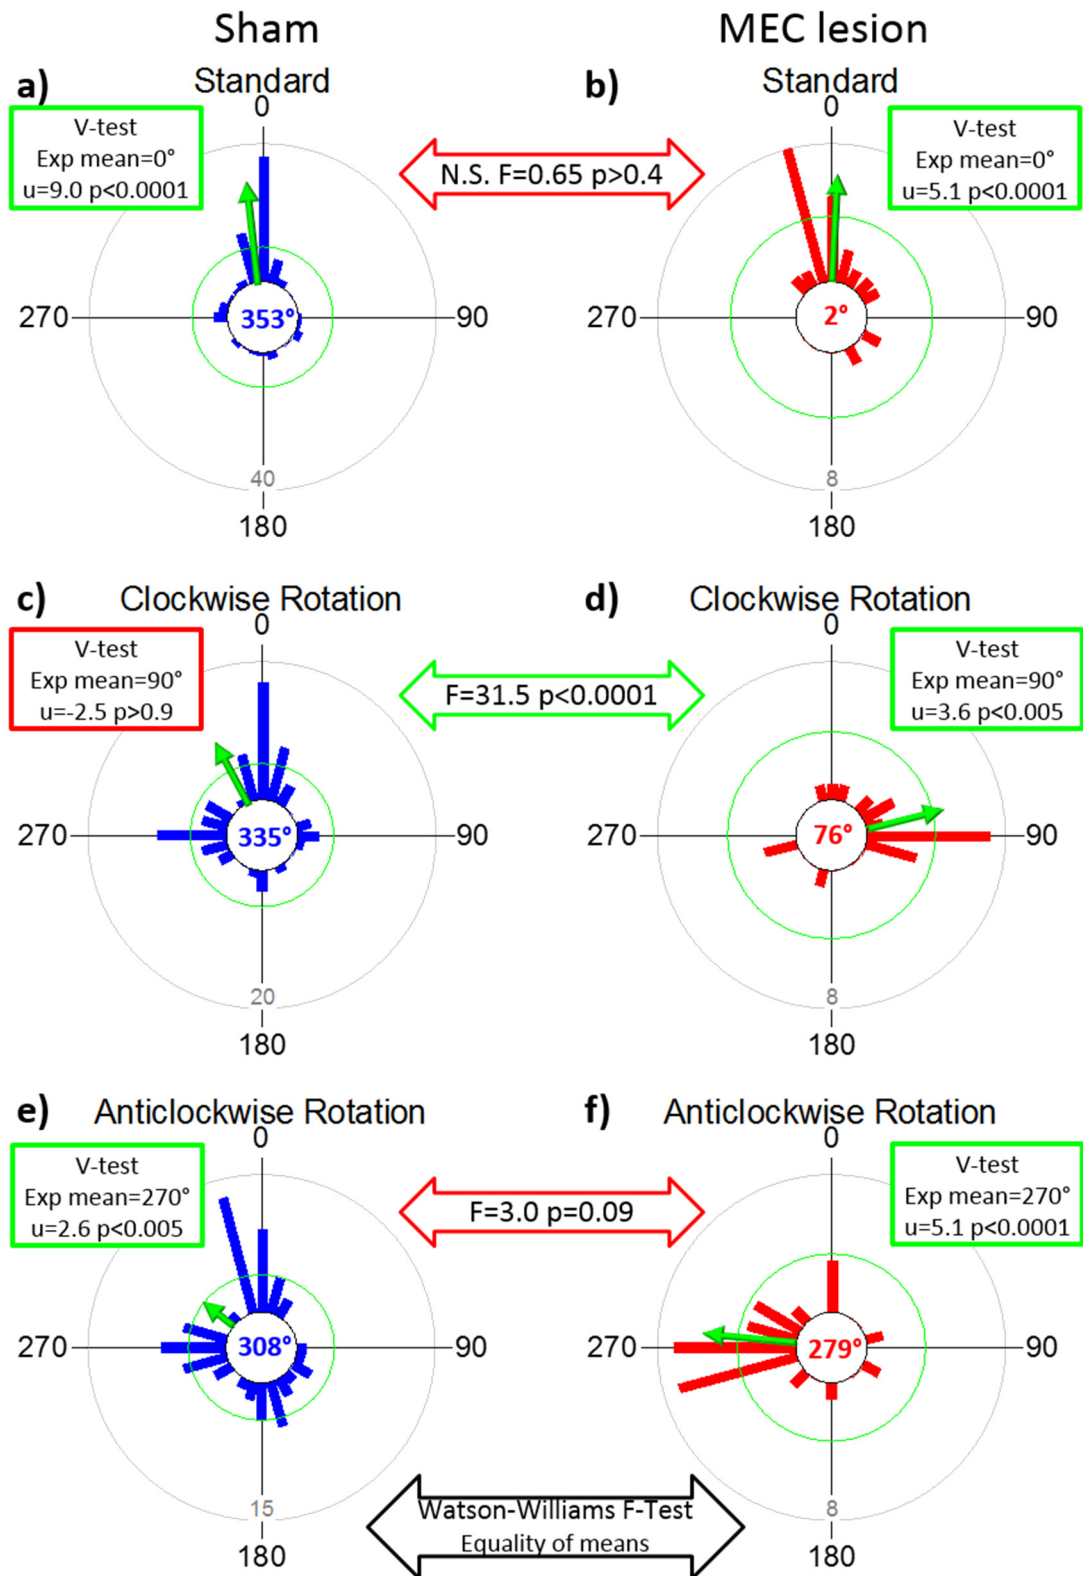 Sham
MEC lesion
a)
Standard
0
V-test
Exp mean=0°
u=9.0 p<0.0001
270
353°
90
40
180
N.S. F=0.65 p>0.4
b)
Standard
0
V-test
Exp mean=0°
u=5.1 p<0.0001
270
2°
90
8
180
c)
Clockwise Rotation
0
V-test
Exp mean=90°
u=-2.5 p>0.9
270
335°
90
20
180
F=31.5 p<0.0001
d)
Clockwise Rotation
0
V-test
Exp mean=90°
u=3.6 p<0.005
270
76°
90
8
180
e)
Anticlockwise Rotation
0
V-test
Exp mean=270°
u=2.6 p<0.005
270
308°
90
15
180
F=3.0 p=0.09
f)
Anticlockwise Rotation
0
V-test
Exp mean=270°
u=5.1 p<0.0001
270
279°
90
8
180
Watson-Williams F-Test
Equality of means